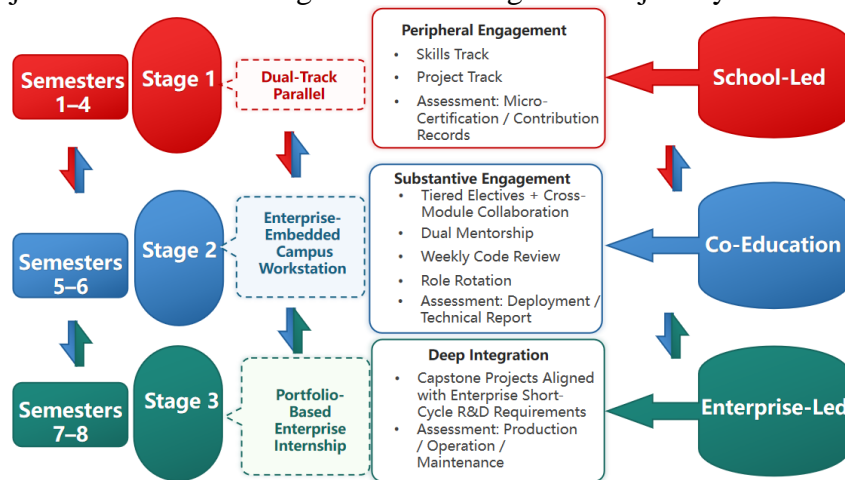 Semesters
1–4
Stage 1
Dual-Track
Parallel
Peripheral Engagement
• Skills Track
• Project Track
• Assessment: Micro-
Certification / Contribution
Records
School-Led
Semesters
5–6
Stage 2
Enterprise-
Embedded
Campus
Workstation
Substantive Engagement
• Tiered Electives + Cross-
Module Collaboration
• Dual Mentorship
• Weekly Code Review
• Role Rotation
• Assessment: Deployment /
Technical Report
Co-Education
Semesters
7–8
Stage 3
Portfolio-
Based
Enterprise
Internship
Deep Integration
• Capstone Projects Aligned
with Enterprise Short-
Cycle R&D Requirements
• Assessment: Production
/ Operation /
Maintenance
Enterprise-Led